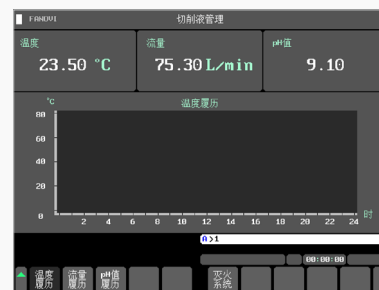 FANDVI 切削液管理
温度 流量 pH值
23.50 °C 75.30 L/min 9.10
°C 温度履历
80
60
40
20
0 时
2 4 6 8 10 12 14 16 18 20 22 24
A>1
00:00:00
温度履历 流量履历 pH值履历 灭火系统